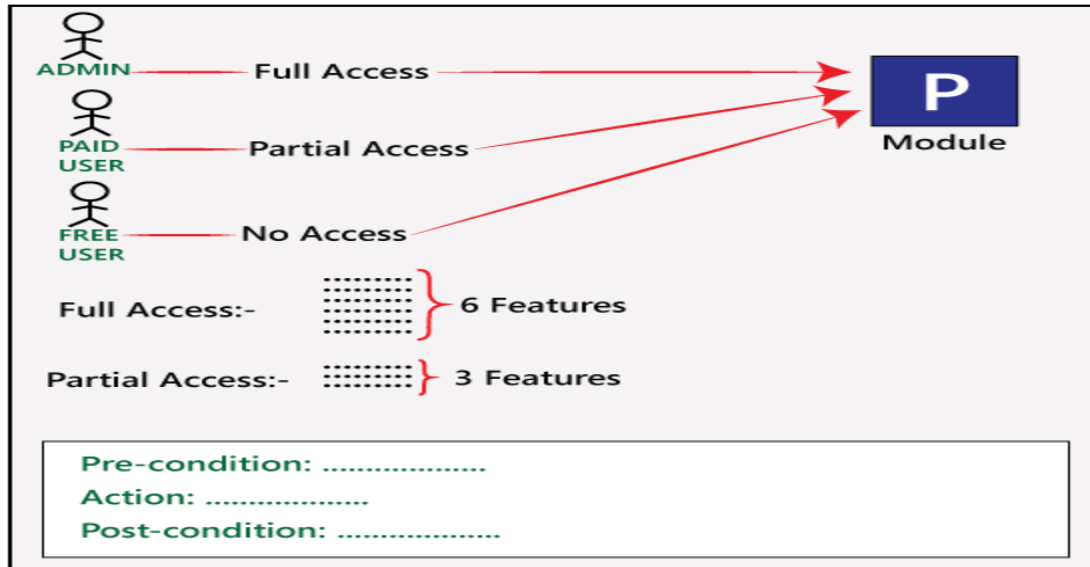 ADMIN Full Access
P
Module
PAID
USER
Partial Access
FREE
USER
No Access
Full Access:- 6 Features
Partial Access:- 3 Features
Pre-condition: ...................
Action: ...................
Post-condition: ...................